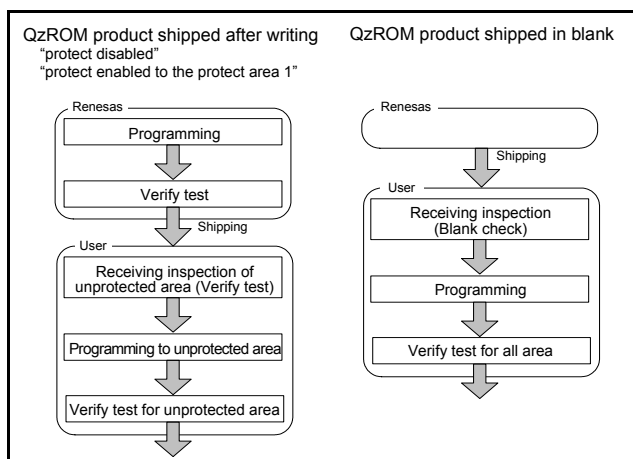 QzROM product shipped after writing
“protect disabled”
“protect enabled to the protect area 1”
Renesas
Programming
Verify test
Shipping
User
Receiving inspection of
unprotected area (Verify test)
Programming to unprotected area
Verify test for unprotected area
QzROM product shipped in blank
Renesas
Shipping
User
Receiving inspection
(Blank check)
Programming
Verify test for all area